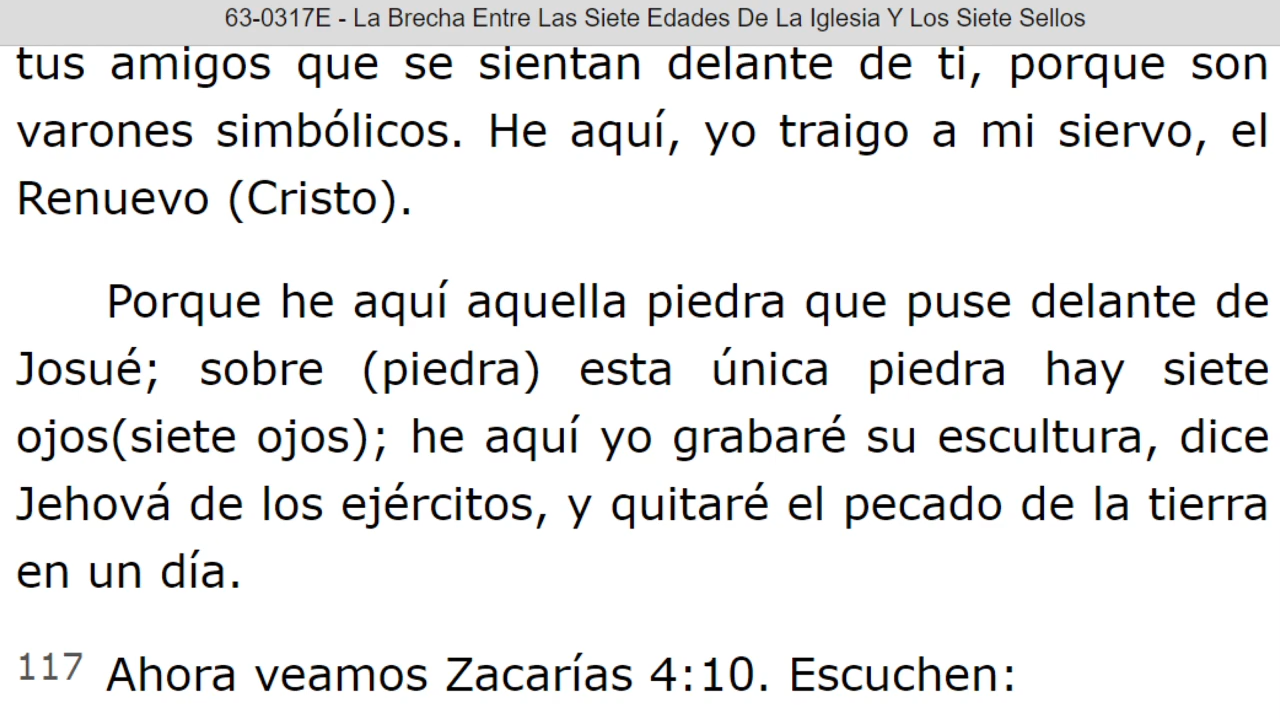 63-0317E - La Brecha Entre Las Siete Edades De La Iglesia Y Los Siete Sellos
tus amigos que se sientan delante de ti, porque son
varones simbólicos. He aquí, yo traigo a mi siervo, el
Renuevo (Cristo).
Porque he aquí aquella piedra que puse delante de
Josué; sobre (piedra) esta única piedra hay siete
ojos(siete ojos); he aquí yo grabaré su escultura, dice
Jehová de los ejércitos, y quitaré el pecado de la tierra
en un día.
117 Ahora veamos Zacarías 4:10. Escuchen: